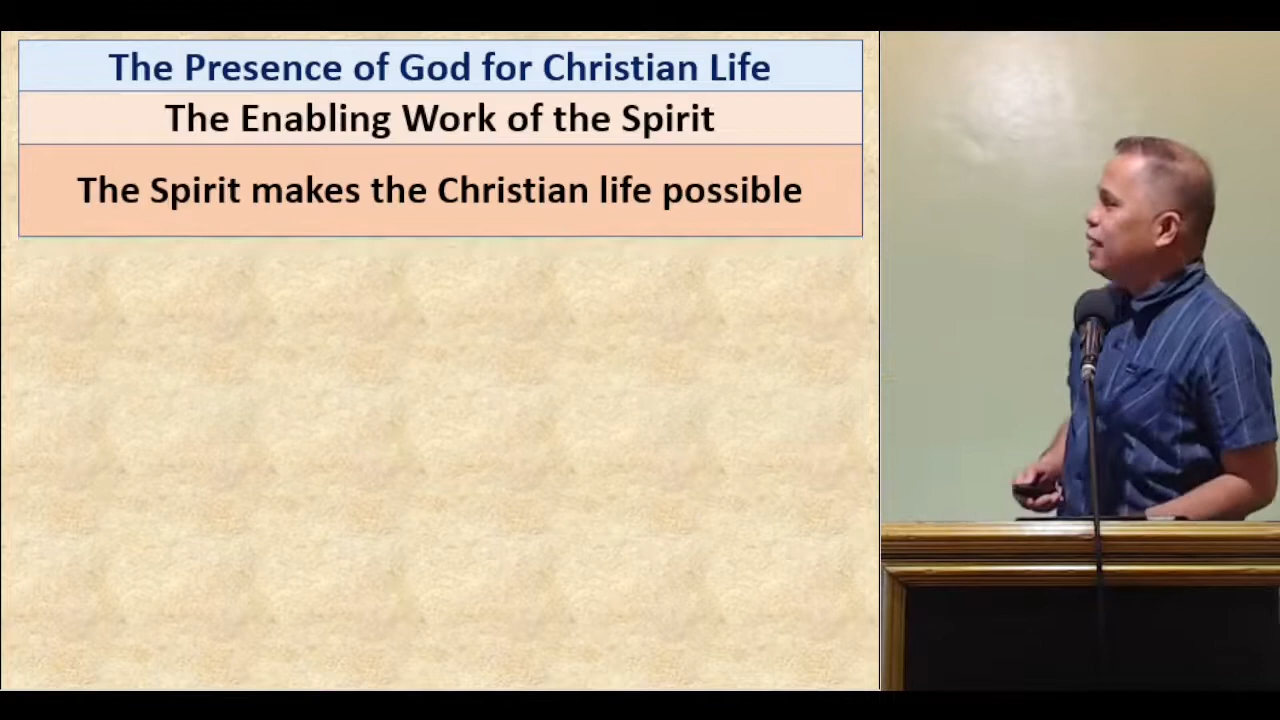 The Presence of God for Christian Life
The Enabling Work of the Spirit
The Spirit makes the Christian life possible